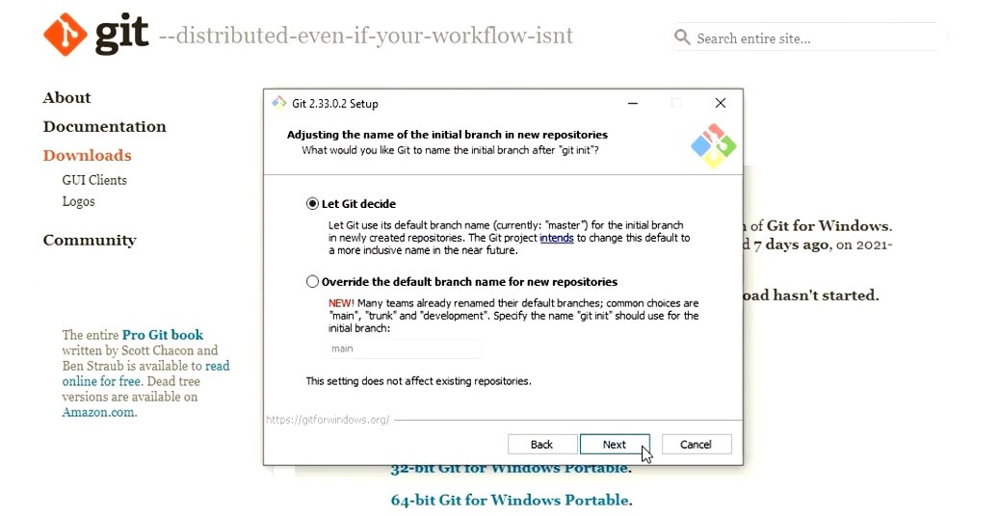 git --distributed-even-if-your-workflow-isnt
Search entire site...
About
Documentation
Downloads
GUI Clients
Logos
Community
The entire Pro Git book
written by Scott Chacon and
Ben Straub is available to read
online for free. Dead tree
versions are available on
Amazon.com.
Git 2.33.0.2 Setup
Adjusting the name of the initial branch in new repositories
What would you like Git to name the initial branch after "git init"?
Let Git decide
Let Git use its default branch name (currently: "master") for the initial branch
in newly created repositories. The Git project intends to change this default to
a more inclusive name in the near future.
Override the default branch name for new repositories
NEW! Many teams already renamed their default branches; common choices are
"main", "trunk" and "development". Specify the name "git init" should use for the
initial branch:
main
This setting does not affect existing repositories.
https://gitforwindows.org/
Back
Next
Cancel
of Git for Windows.
7 days ago, on 2021-
hasn't started.
32-bit Git for Windows Portable.
64-bit Git for Windows Portable.